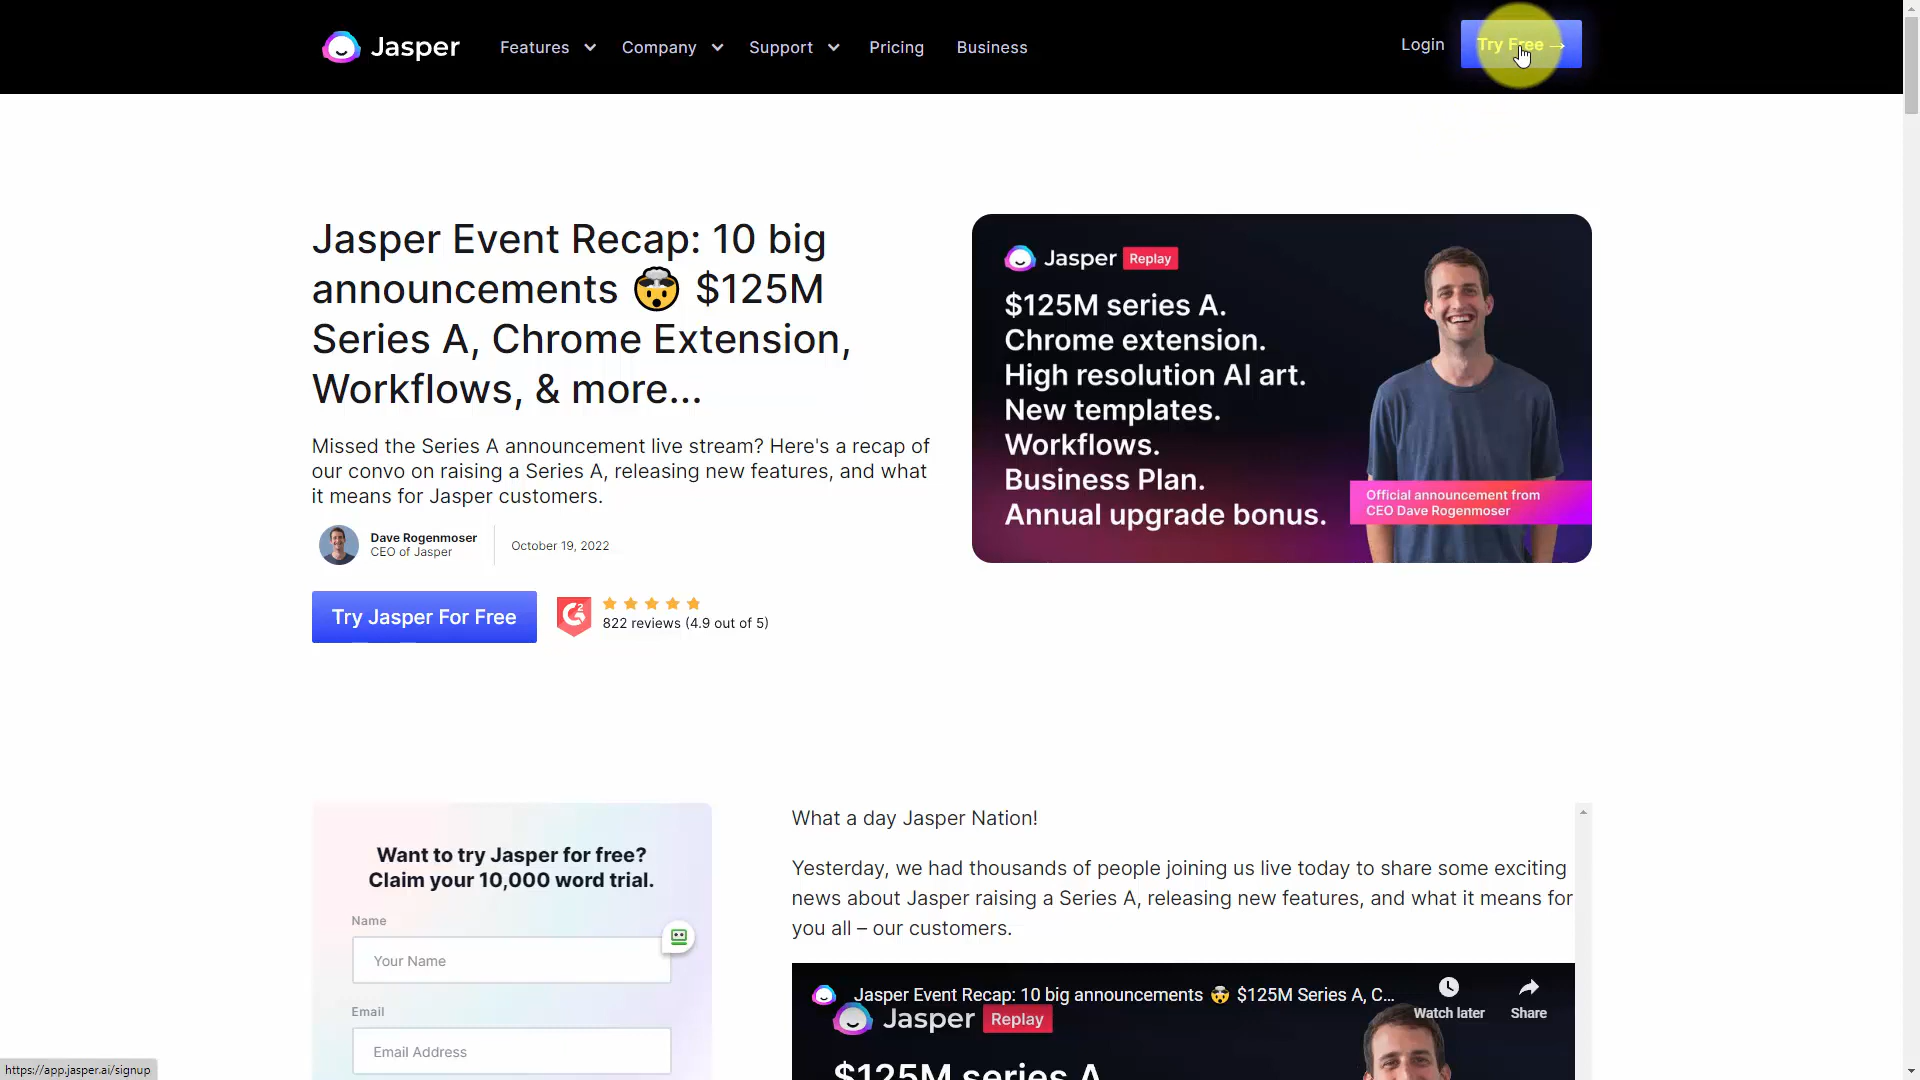 Jasper
Features
Company
Support
Pricing
Business
Login
Try Free →
Jasper Event Recap: 10 big
announcements 🤯 $125M
Series A, Chrome Extension,
Workflows, & more...
Missed the Series A announcement live stream? Here's a recap of
our convo on raising a Series A, releasing new features, and what
it means for Jasper customers.
Dave Rogenmoser
CEO of Jasper
October 19, 2022
Try Jasper For Free
G2
822 reviews (4.9 out of 5)
Jasper Replay
$125M series A.
Chrome extension.
High resolution AI art.
New templates.
Workflows.
Business Plan.
Annual upgrade bonus.
Official announcement from
CEO Dave Rogenmoser
Want to try Jasper for free?
Claim your 10,000 word trial.
Name
Your Name
Email
Email Address
What a day Jasper Nation!
Yesterday, we had thousands of people joining us live today to share some exciting
news about Jasper raising a Series A, releasing new features, and what it means for
you all – our customers.
Jasper Event Recap: 10 big announcements 🤯 $125M Series A, C...
Watch later
Share
Jasper Replay
$125M series A.
https://app.jasper.ai/signup